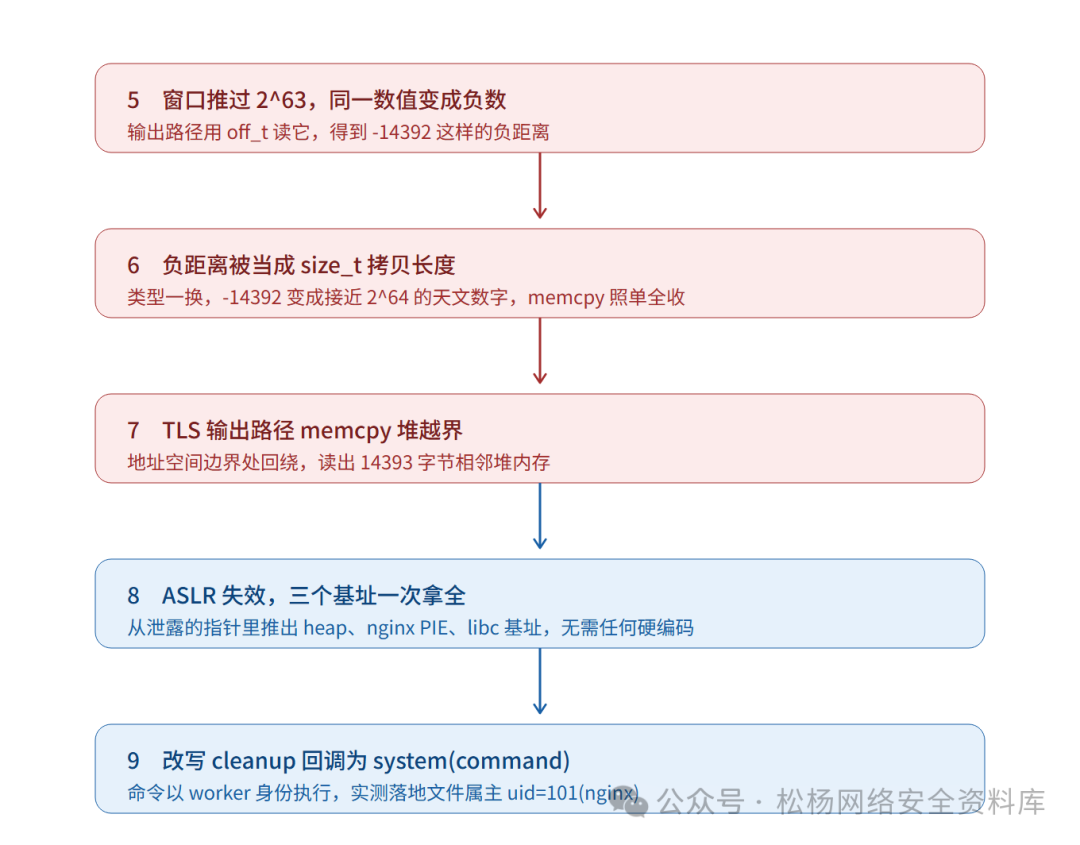 5 窗口推过 2^63，同一数值变成负数
输出路径用 off_t 读它，得到 -14392 这样的负距离
6 负距离被当成 size_t 拷贝长度
类型一换，-14392 变成接近 2^64 的天文数字，memcpy 照单全收
7 TLS 输出路径 memcpy 堆越界
地址空间边界处回绕，读出 14393 字节相邻堆内存
8 ASLR 失效，三个基址一次拿全
从泄露的指针里推出 heap、nginx PIE、libc 基址，无需任何硬编码
9 改写 cleanup 回调为 system(command)
命令以 worker 身份执行，实测落地文件属主 uid=101(nginx)
公众号 · 松杨网络安全资料库